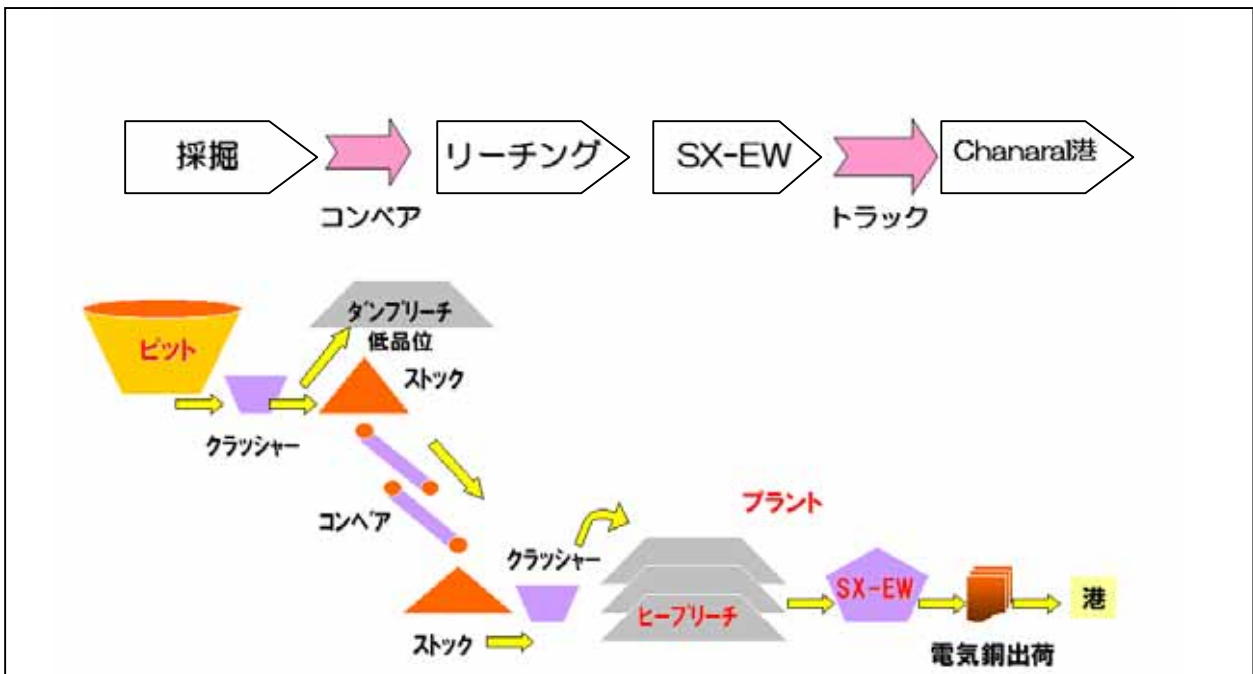 採掘
リーチング
SX-EW
Chanaral港
コンベア
トラック
ダンプリーチ
低品位
ピット
ストック
クラッシャー
コンベア
プラント
クラッシャー
SX-EW
港
ヒープリーチ
ストック
電気銅出荷